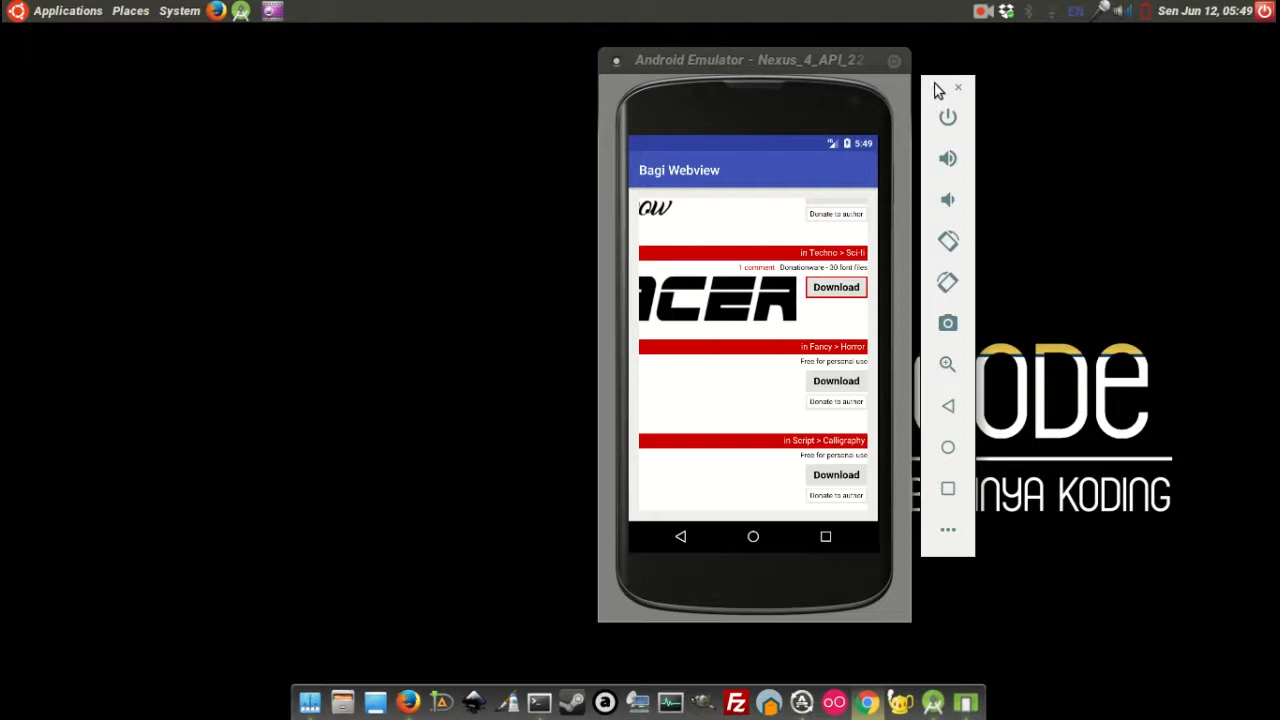 Applications Places System
EN Sen Jun 12, 05:49
Android Emulator - Nexus_4_API_22
5:49
Bagi Webview
ow
Donate to author
in Techno > Sci-fi
1 comment Donationware - 30 font files
ACER
Download
in Fancy > Horror
Free for personal use
Download
Donate to author
in Script > Calligraphy
Free for personal use
Download
Donate to author
ODE
NYA KODING